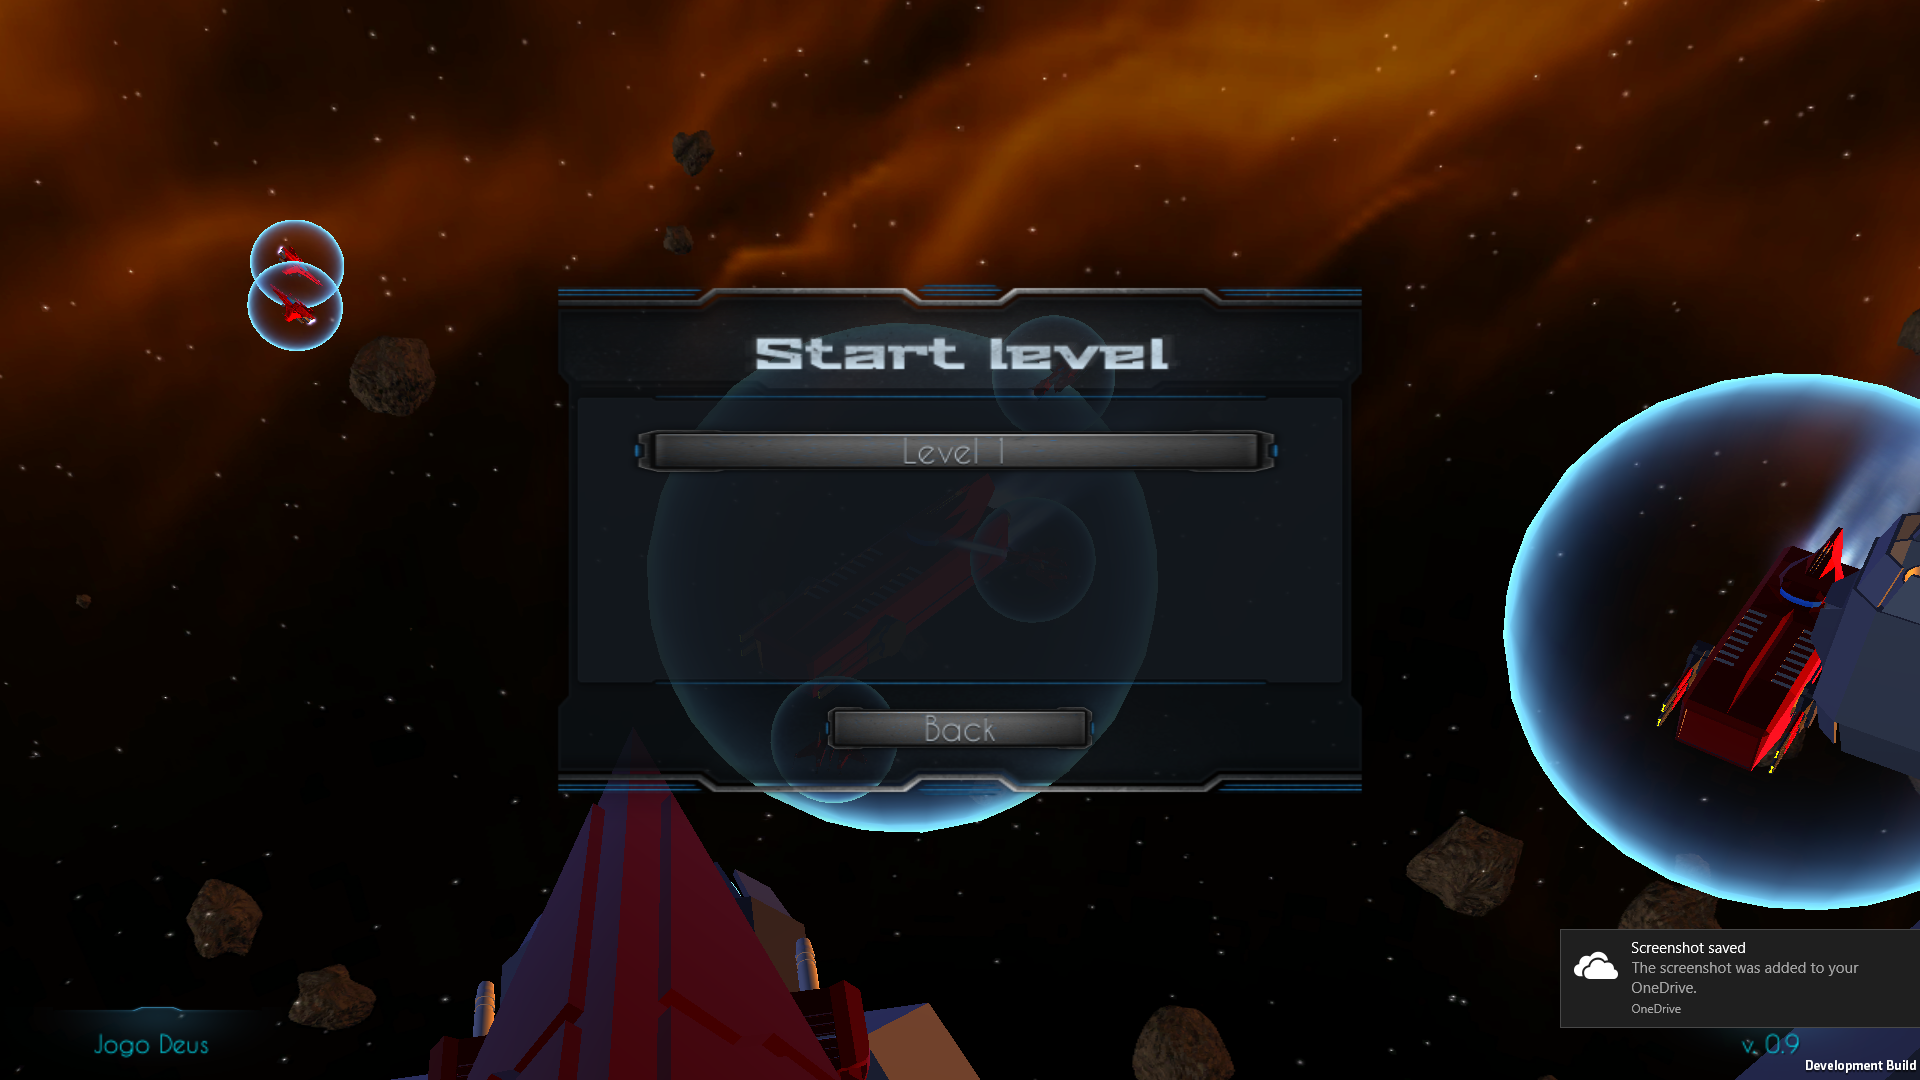 Start level
Level 1
Back
Screenshot saved
The screenshot was added to your
OneDrive.
OneDrive
Jogo Deus
v. 0.9
Development Build